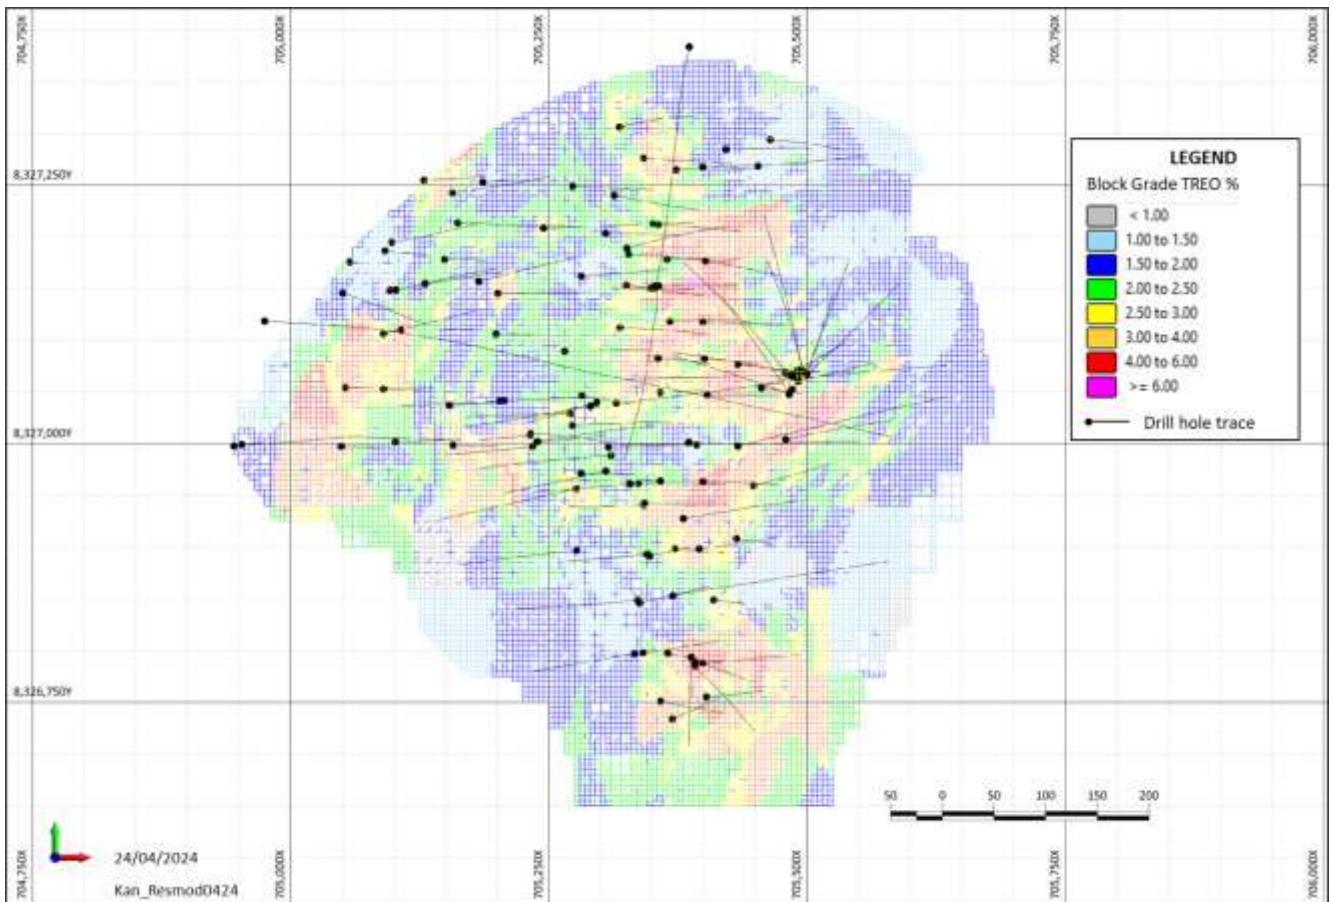 704,750X
705,000X
705,250X
705,500X
705,750X
706,000X
LEGEND
Block Grade TREO %
< 1.00
1.00 to 1.50
1.50 to 2.00
2.00 to 2.50
2.50 to 3.00
3.00 to 4.00
4.00 to 6.00
>= 6.00
Drill hole trace
8,327,250Y
8,327,000Y
8,326,750Y
50 0 50 100 150 200
24/04/2024
Kan_Resmod0424
704,750X
705,000X
705,250X
705,500X
705,750X
706,000X